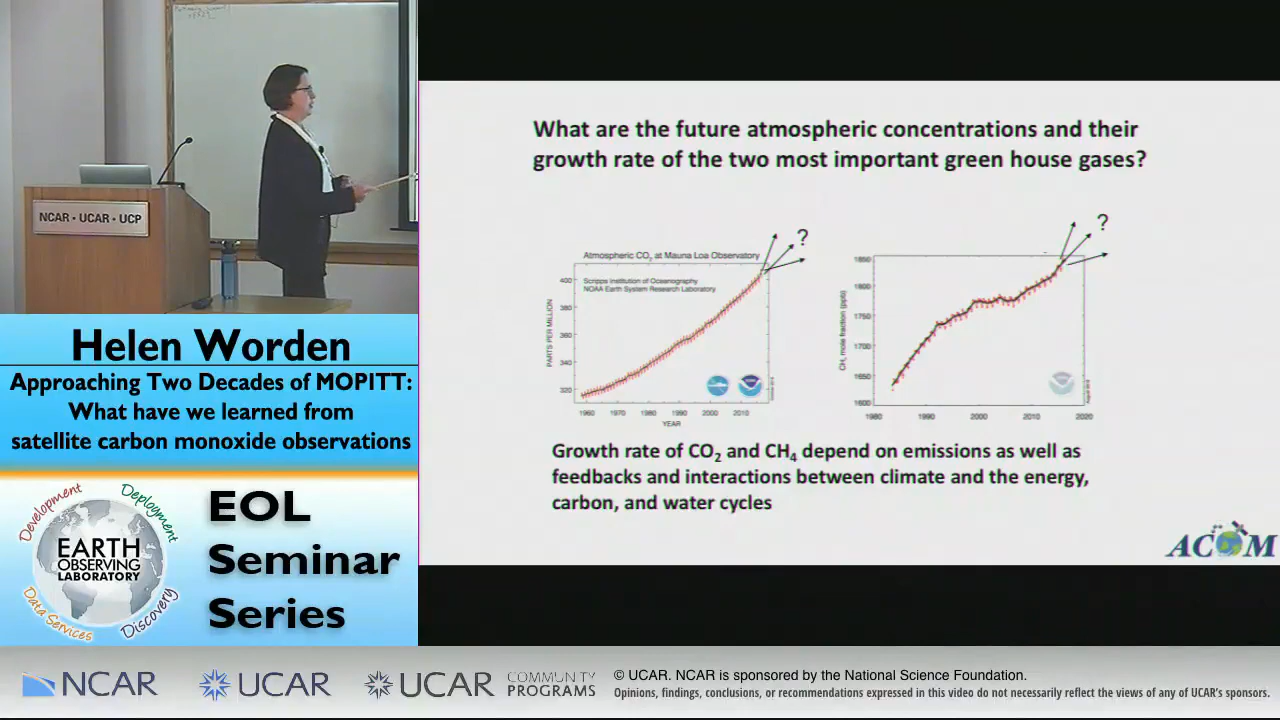 NCAR • UCAR • UCP
Helen Worden
Approaching Two Decades of MOPITT:
What have we learned from
satellite carbon monoxide observations
Development
Deployment
EARTH
OBSERVING
LABORATORY
Data Services
Discovery
EOL
Seminar
Series
What are the future atmospheric concentrations and their
growth rate of the two most important green house gases?
?
Atmospheric CO₂ at Mauna Loa Observatory
Scripps Institution of Oceanography
NOAA Earth System Research Laboratory
PARTS PER MILLION
400
380
360
340
320
1960 1970 1980 1990 2000 2010
YEAR
?
CH₄ mole fraction (ppb)
1850
1800
1750
1700
1650
1600
1980 1990 2000 2010 2020
Growth rate of CO₂ and CH₄ depend on emissions as well as
feedbacks and interactions between climate and the energy,
carbon, and water cycles
ACOM
NCAR
UCAR
UCAR
COMMUNITY
PROGRAMS
© UCAR. NCAR is sponsored by the National Science Foundation.
Opinions, findings, conclusions, or recommendations expressed in this video do not necessarily reflect the views of any of UCAR's sponsors.